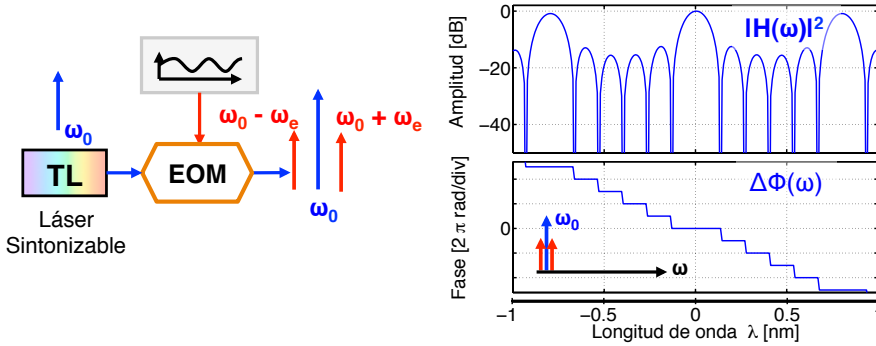 ω0
TL
Láser
Sintonizable
EOM
ω0 - ωe
ω0 + ωe
ω0
Amplitud [dB]
0
−20
−40
|H(ω)|²
Fase [2 π rad/div]
0
ΔΦ(ω)
ω0
ω
−1
−0.5
0
0.5
1
Longitud de onda λ [nm]